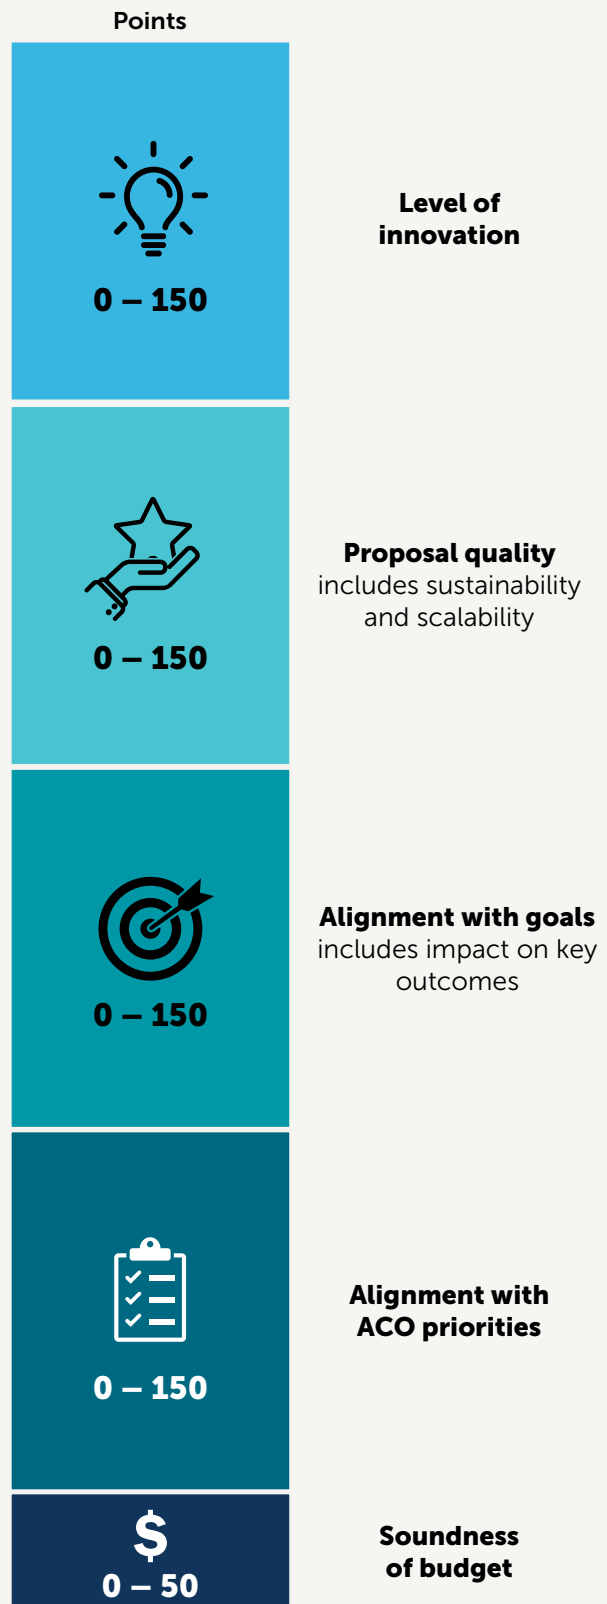 Points
0 – 150
Level of
innovation
0 – 150
Proposal quality
includes sustainability
and scalability
0 – 150
Alignment with goals
includes impact on key
outcomes
0 – 150
Alignment with
ACO priorities
$
0 – 50
Soundness
of budget